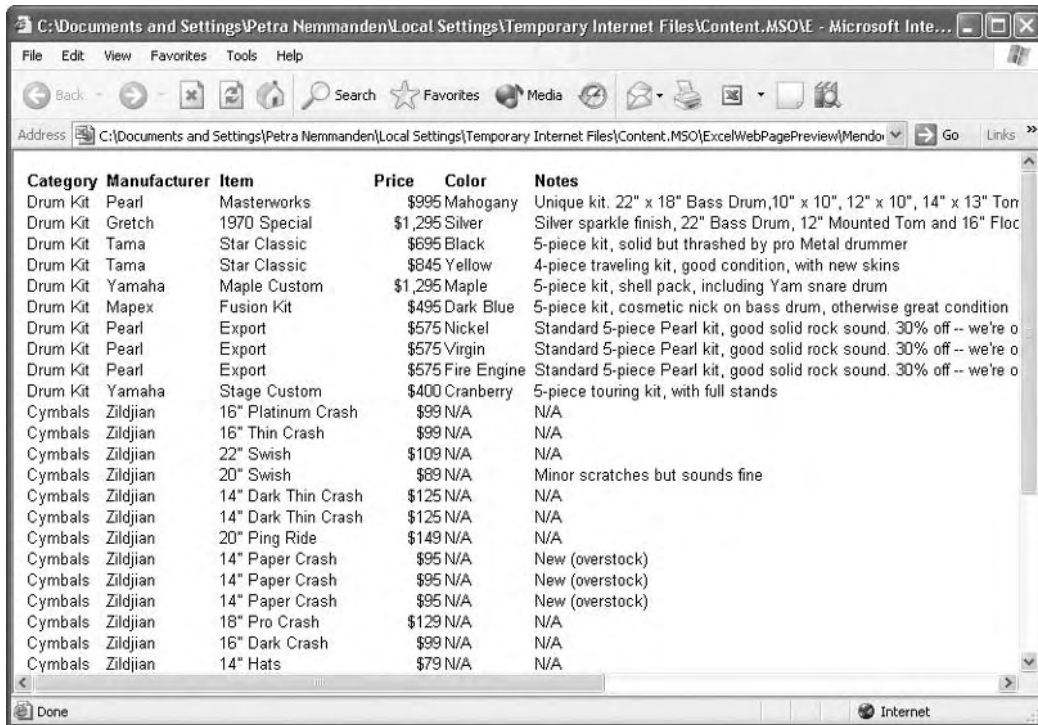 C:\Documents and Settings\Petra Nemmanden\Local Settings\Temporary Internet Files\Content.MSO\E - Microsoft Inte...
File Edit View Favorites Tools Help
Back Search Favorites Media
Address C:\Documents and Settings\Petra Nemmanden\Local Settings\Temporary Internet Files\Content.MSO\ExcelWebPagePreview\Mendo Go Links »
Category Manufacturer Item Price Color Notes
Drum Kit Pearl Masterworks $995 Mahogany Unique kit. 22" x 18" Bass Drum,10" x 10", 12" x 10", 14" x 13" Tom
Drum Kit Gretch 1970 Special $1,295 Silver Silver sparkle finish, 22" Bass Drum, 12" Mounted Tom and 16" Floc
Drum Kit Tama Star Classic $695 Black 5-piece kit, solid but thrashed by pro Metal drummer
Drum Kit Tama Star Classic $845 Yellow 4-piece traveling kit, good condition, with new skins
Drum Kit Yamaha Maple Custom $1,295 Maple 5-piece kit, shell pack, including Yam snare drum
Drum Kit Mapex Fusion Kit $495 Dark Blue 5-piece kit, cosmetic nick on bass drum, otherwise great condition
Drum Kit Pearl Export $575 Nickel Standard 5-piece Pearl kit, good solid rock sound. 30% off -- we're o
Drum Kit Pearl Export $575 Virgin Standard 5-piece Pearl kit, good solid rock sound. 30% off -- we're o
Drum Kit Pearl Export $575 Fire Engine Standard 5-piece Pearl kit, good solid rock sound. 30% off -- we're o
Drum Kit Yamaha Stage Custom $400 Cranberry 5-piece touring kit, with full stands
Cymbals Zildjian 16" Platinum Crash $99 N/A N/A
Cymbals Zildjian 16" Thin Crash $99 N/A N/A
Cymbals Zildjian 22" Swish $109 N/A N/A
Cymbals Zildjian 20" Swish $89 N/A Minor scratches but sounds fine
Cymbals Zildjian 14" Dark Thin Crash $125 N/A N/A
Cymbals Zildjian 14" Dark Thin Crash $125 N/A N/A
Cymbals Zildjian 20" Ping Ride $149 N/A N/A
Cymbals Zildjian 14" Paper Crash $95 N/A New (overstock)
Cymbals Zildjian 14" Paper Crash $95 N/A New (overstock)
Cymbals Zildjian 14" Paper Crash $95 N/A New (overstock)
Cymbals Zildjian 18" Pro Crash $129 N/A N/A
Cymbals Zildjian 16" Dark Crash $99 N/A N/A
Cymbals Zildjian 14" Hats $79 N/A N/A
Done Internet